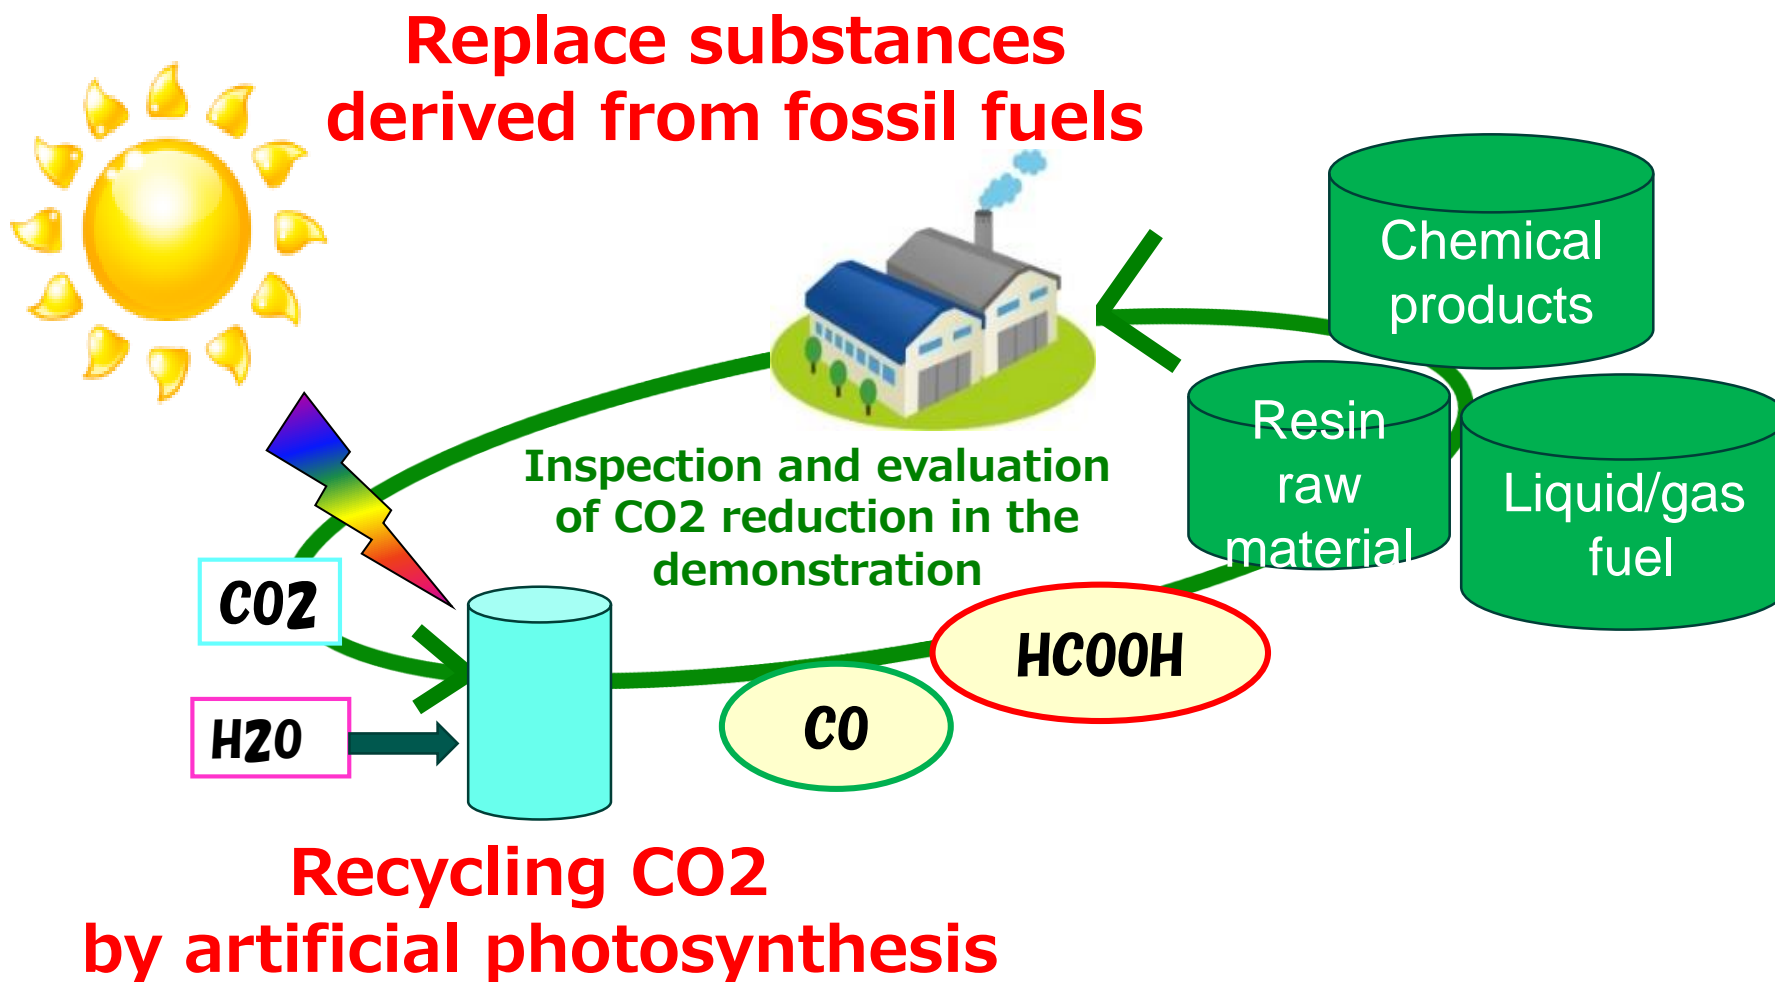 Replace substances
derived from fossil fuels
Chemical
products
Resin
raw
material
Liquid/gas
fuel
Inspection and evaluation
of CO2 reduction in the
demonstration
CO2
HCOOH
H2O
CO
Recycling CO2
by artificial photosynthesis